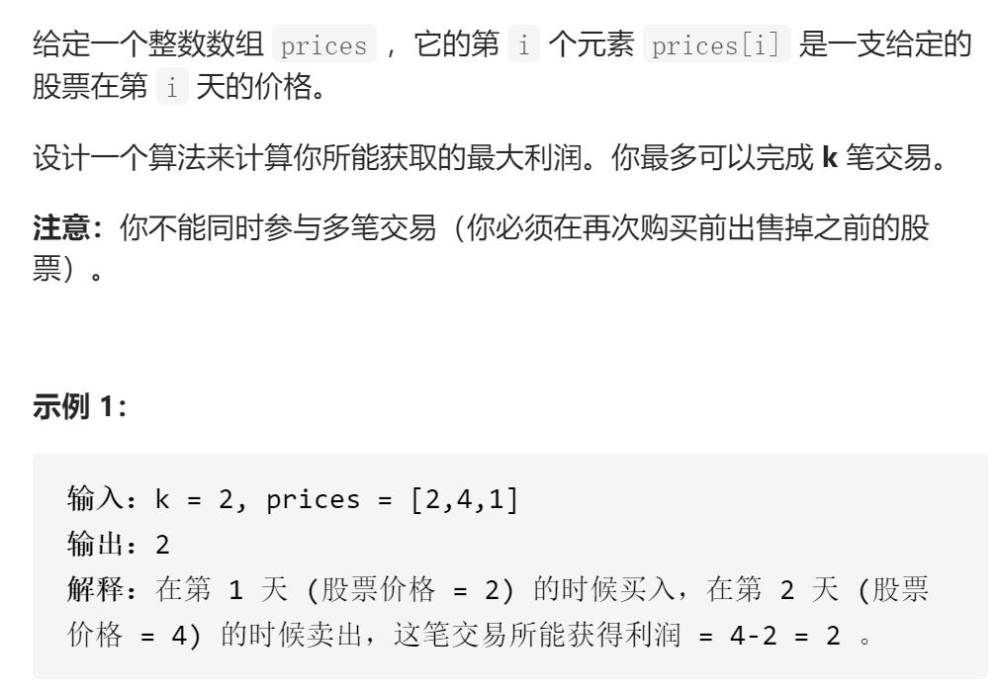 给定一个整数数组 prices ，它的第 i 个元素 prices[i] 是一支给定的
股票在第 i 天的价格。
设计一个算法来计算你所能获取的最大利润。你最多可以完成 k 笔交易。
注意：你不能同时参与多笔交易（你必须在再次购买前出售掉之前的股
票）。
示例 1：
输入：k = 2, prices = [2,4,1]
输出：2
解释：在第 1 天 (股票价格 = 2) 的时候买入，在第 2 天 (股票
价格 = 4) 的时候卖出，这笔交易所能获得利润 = 4-2 = 2 。